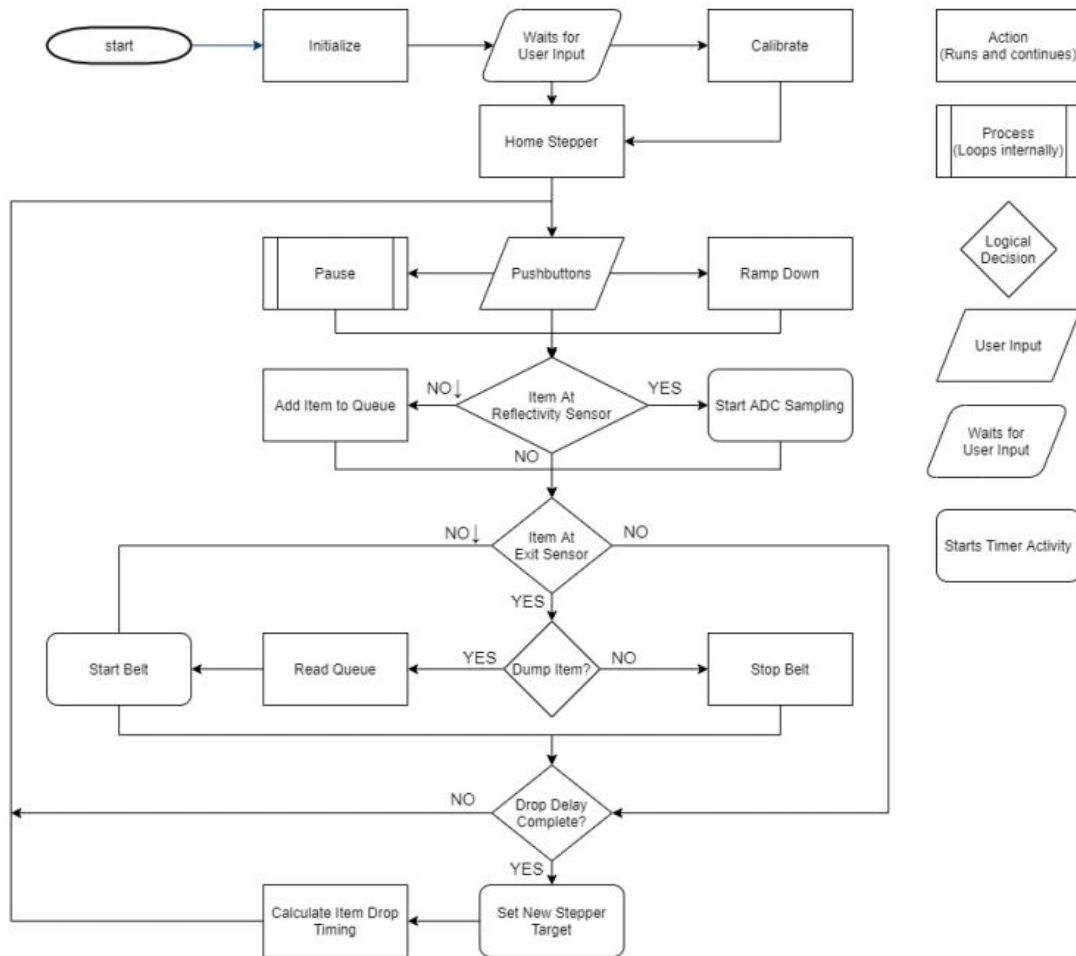 start
Initialize
Waits for
User Input
Calibrate
Action
(Runs and continues)
Home Stepper
Process
(Loops internally)
Pause
Pushbuttons
Ramp Down
Logical
Decision
User Input
Add Item to Queue
NO↓
Item At
Reflectivity Sensor
YES
Start ADC Sampling
NO
Waits for
User Input
NO↓
Item At
Exit Sensor
NO
Starts Timer Activity
YES
Start Belt
Read Queue
YES
Dump Item?
NO
Stop Belt
NO
Drop Delay
Complete?
YES
Calculate Item Drop
Timing
Set New Stepper
Target